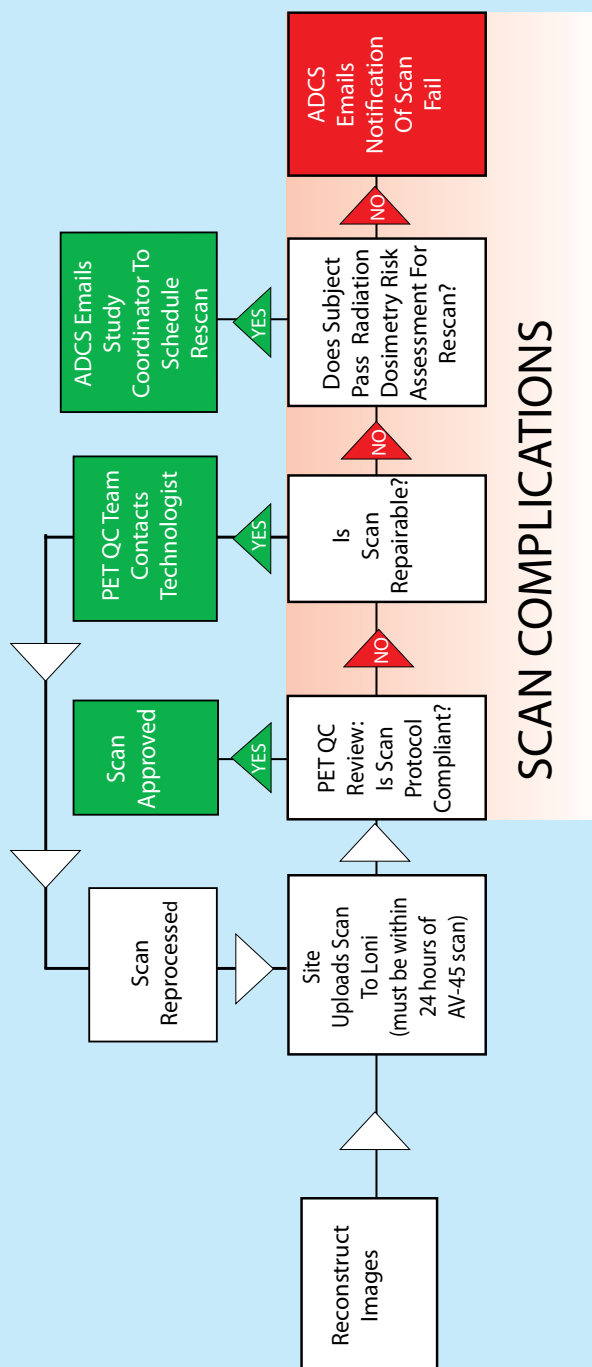 Reconstruct
Images
Site
Uploads Scan
To Loni
(must be within
24 hours of
AV-45 scan)
Scan
Reprocessed
PET QC
Review:
Is Scan
Protocol
Compliant?
YES
Scan
Approved
NO
Is
Scan
Repairable?
YES
PET QC Team
Contacts
Technologist
NO
Does Subject
Pass Radiation
Dosimetry Risk
Assessment For
Rescan?
YES
ADCS Emails
Study
Coordinator To
Schedule
Rescan
NO
ADCS
Emails
Notification
Of Scan
Fail
SCAN COMPLICATIONS